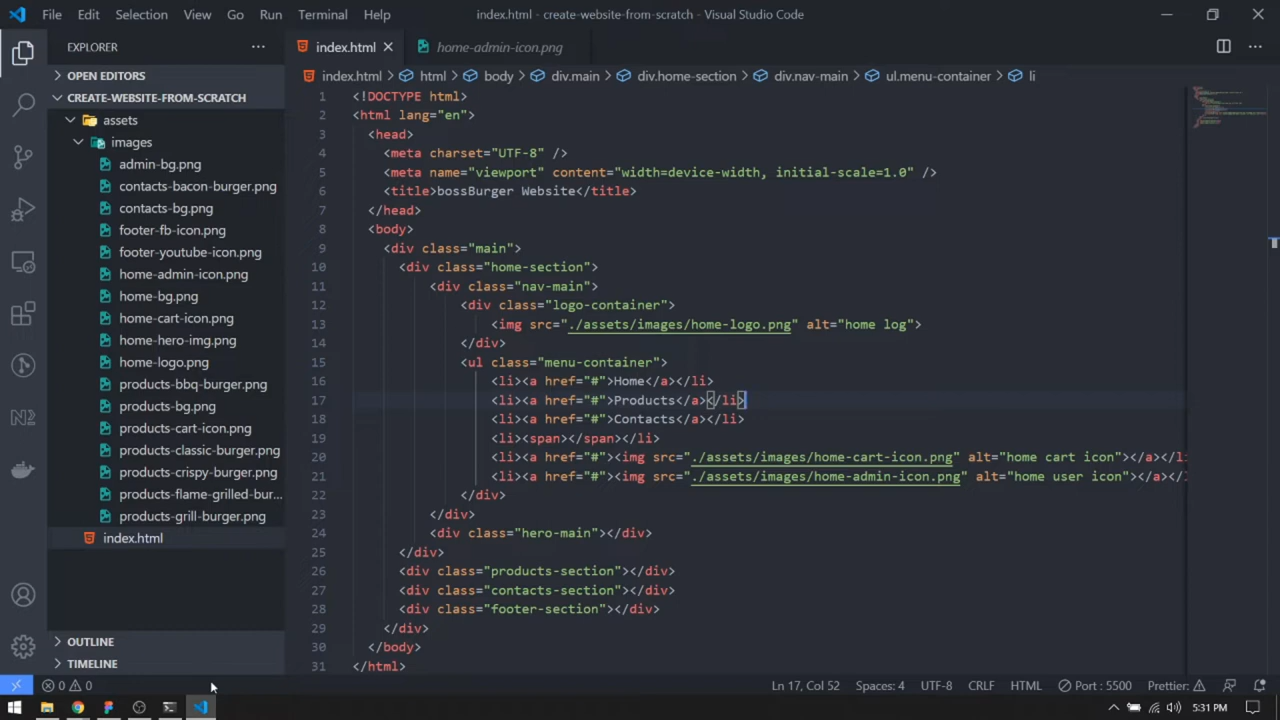 File Edit Selection View Go Run Terminal Help
index.html - create-website-from-scratch - Visual Studio Code
EXPLORER
OPEN EDITORS
CREATE-WEBSITE-FROM-SCRATCH
assets
images
admin-bg.png
contacts-bacon-burger.png
contacts-bg.png
footer-fb-icon.png
footer-youtube-icon.png
home-admin-icon.png
home-bg.png
home-cart-icon.png
home-hero-img.png
home-logo.png
products-bbq-burger.png
products-bg.png
products-cart-icon.png
products-classic-burger.png
products-crispy-burger.png
products-flame-grilled-bur...
products-grill-burger.png
index.html
OUTLINE
TIMELINE
index.html home-admin-icon.png
index.html > html > body > div.main > div.home-section > div.nav-main > ul.menu-container > li
1 <!DOCTYPE html>
2 <html lang="en">
3 <head>
4 <meta charset="UTF-8" />
5 <meta name="viewport" content="width=device-width, initial-scale=1.0" />
6 <title>bossBurger Website</title>
7 </head>
8 <body>
9 <div class="main">
10 <div class="home-section">
11 <div class="nav-main">
12 <div class="logo-container">
13 <img src="./assets/images/home-logo.png" alt="home log">
14 </div>
15 <ul class="menu-container">
16 <li><a href="#">Home</a></li>
17 <li><a href="#">Products</a></li>
18 <li><a href="#">Contacts</a></li>
19 <li><span></span></li>
20 <li><a href="#"><img src="./assets/images/home-cart-icon.png" alt="home cart icon"></a></li
21 <li><a href="#"><img src="./assets/images/home-admin-icon.png" alt="home user icon"></a></l
22 </div>
23 </div>
24 <div class="hero-main"></div>
25 </div>
26 <div class="products-section"></div>
27 <div class="contacts-section"></div>
28 <div class="footer-section"></div>
29 </div>
30 </body>
31 </html>
0 0
Ln 17, Col 52 Spaces: 4 UTF-8 CRLF HTML Port : 5500 Prettier:
5:31 PM